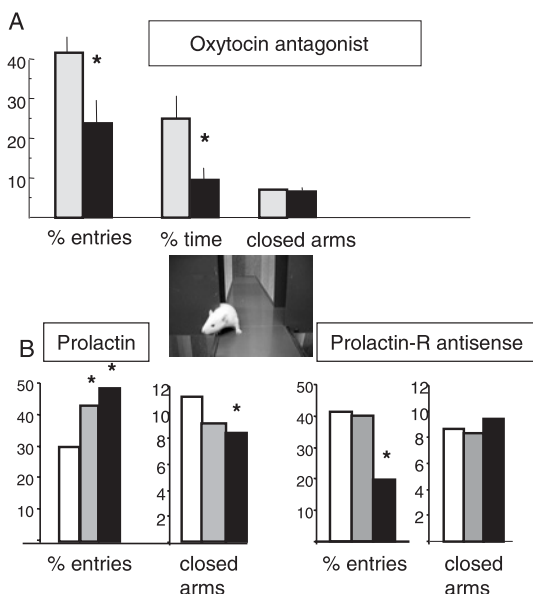 A
Oxytocin antagonist
40
30
20
10
*
*
% entries
% time
closed arms
B
Prolactin
Prolactin-R antisense
50
40
30
20
10
* *
% entries
12
10
8
6
4
2
*
closed
arms
50
40
30
20
10
*
% entries
12
10
8
6
4
2
closed
arms